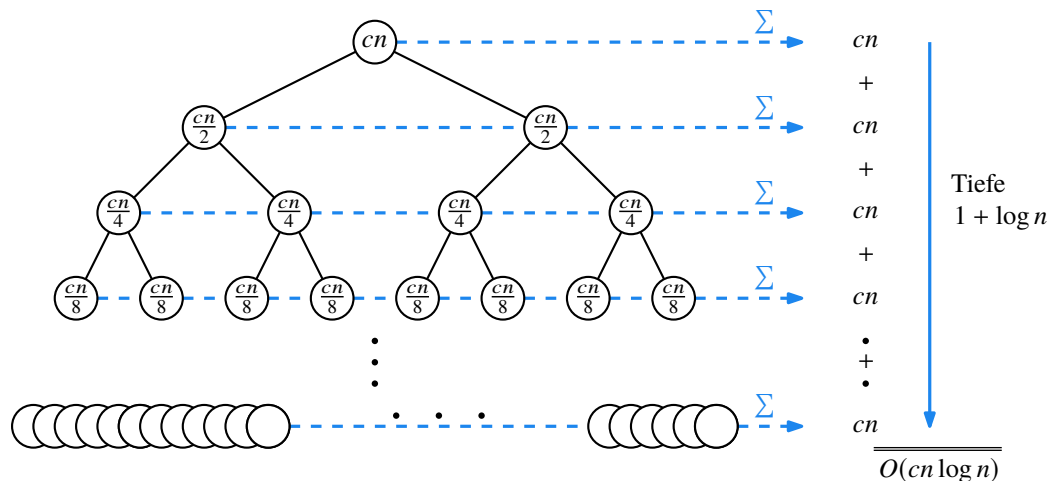 cn Σ cn
+
cn/2 cn/2 Σ cn
+
cn/4 cn/4 cn/4 cn/4 Σ cn
Tiefe
1 + log n
+
cn/8 cn/8 cn/8 cn/8 cn/8 cn/8 cn/8 cn/8 Σ cn
+
Σ cn
O(cn log n)